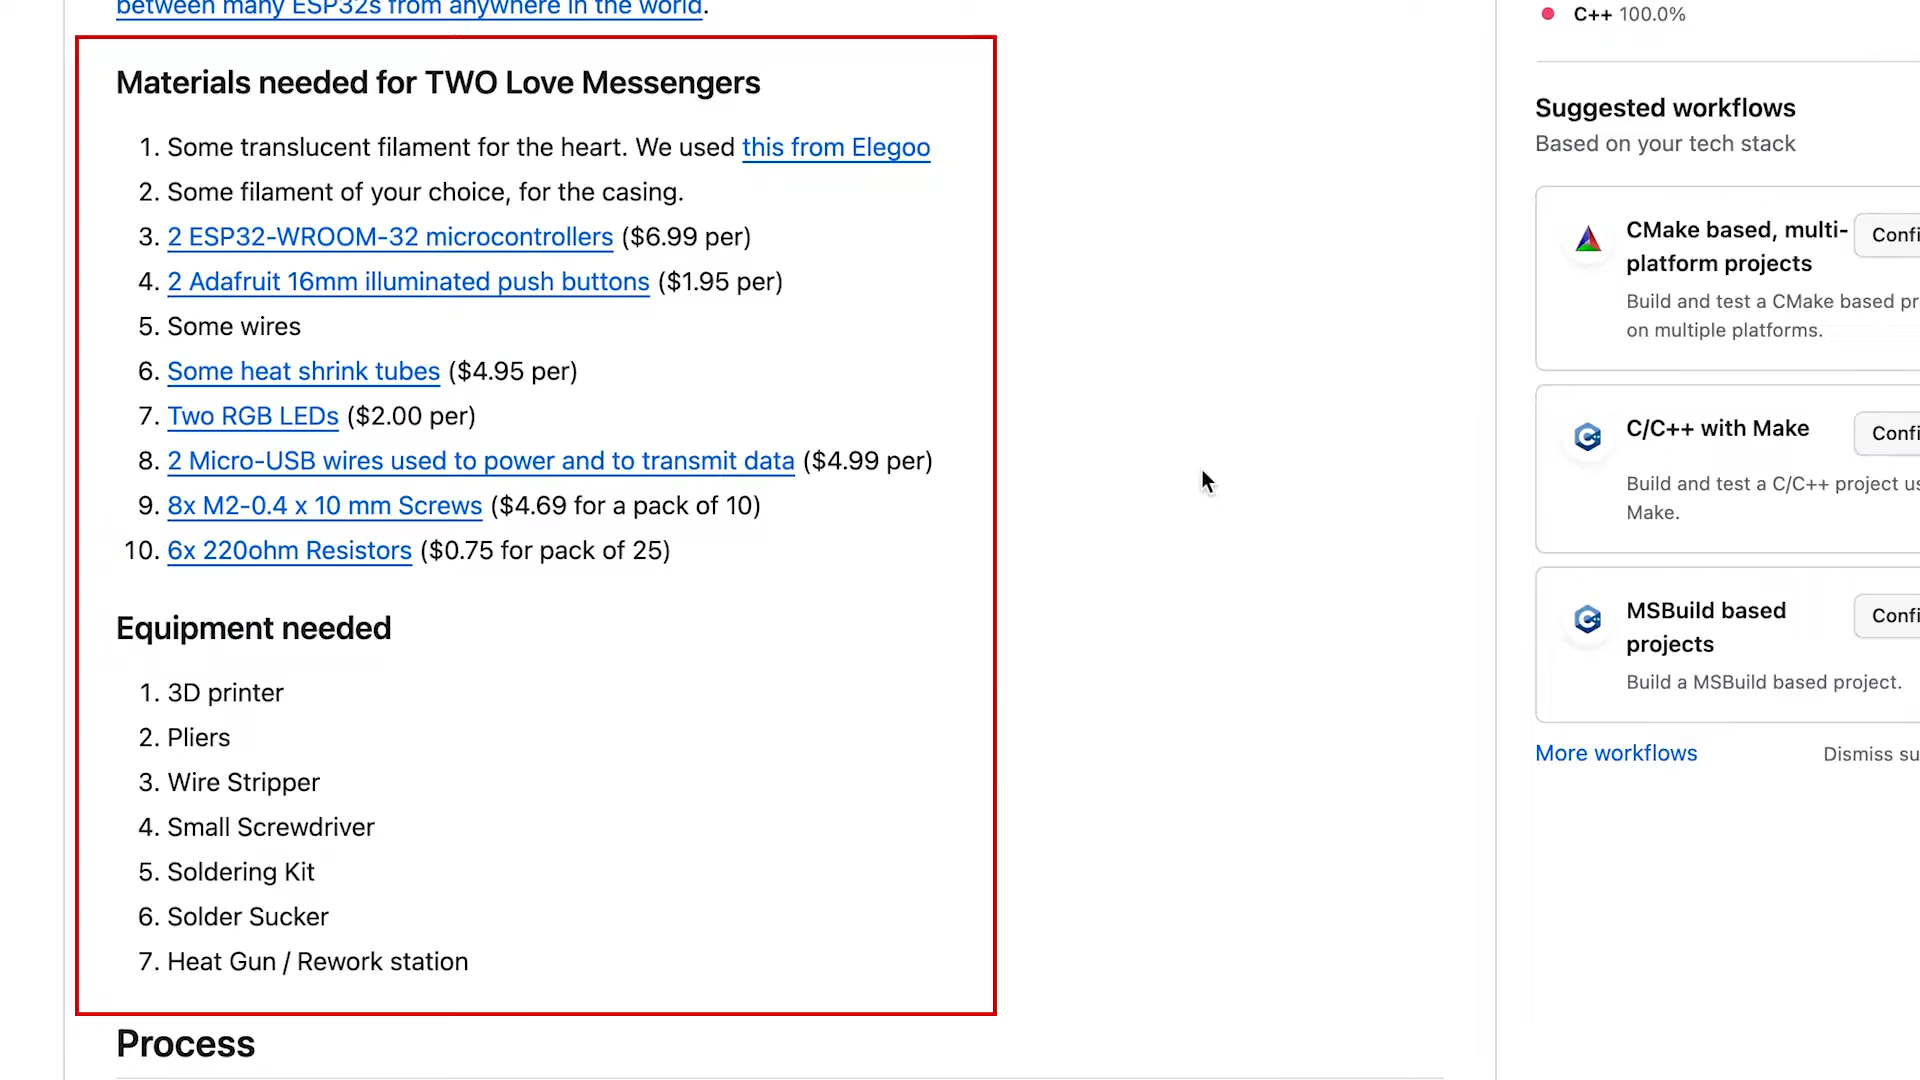 between many ESP32s from anywhere in the world.
Materials needed for TWO Love Messengers
1. Some translucent filament for the heart. We used this from Elegoo
2. Some filament of your choice, for the casing.
3. 2 ESP32-WROOM-32 microcontrollers ($6.99 per)
4. 2 Adafruit 16mm illuminated push buttons ($1.95 per)
5. Some wires
6. Some heat shrink tubes ($4.95 per)
7. Two RGB LEDs ($2.00 per)
8. 2 Micro-USB wires used to power and to transmit data ($4.99 per)
9. 8x M2-0.4 x 10 mm Screws ($4.69 for a pack of 10)
10. 6x 220ohm Resistors ($0.75 for pack of 25)
Equipment needed
1. 3D printer
2. Pliers
3. Wire Stripper
4. Small Screwdriver
5. Soldering Kit
6. Solder Sucker
7. Heat Gun / Rework station
Process
C++ 100.0%
Suggested workflows
Based on your tech stack
CMake based, multi-
platform projects
Confi
Build and test a CMake based pr
on multiple platforms.
C/C++ with Make
Confi
Build and test a C/C++ project us
Make.
MSBuild based
projects
Confi
Build a MSBuild based project.
More workflows
Dismiss su